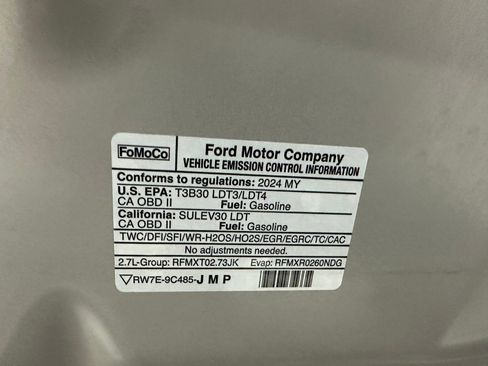 FoMoCo
Ford Motor Company
VEHICLE EMISSION CONTROL INFORMATION
Conforms to regulations: 2024 MY
U.S. EPA: T3B30 LDT3/LDT4
CA OBD II Fuel: Gasoline
California: SULEV30 LDT
CA OBD II Fuel: Gasoline
TWC/DFI/SFI/WR-H2OS/HO2S/EGR/EGRC/TC/CAC
No adjustments needed.
2.7L-Group: RFMXT02.73JK Evap: RFMXR0260NDG
RW7E-9C485-JMP